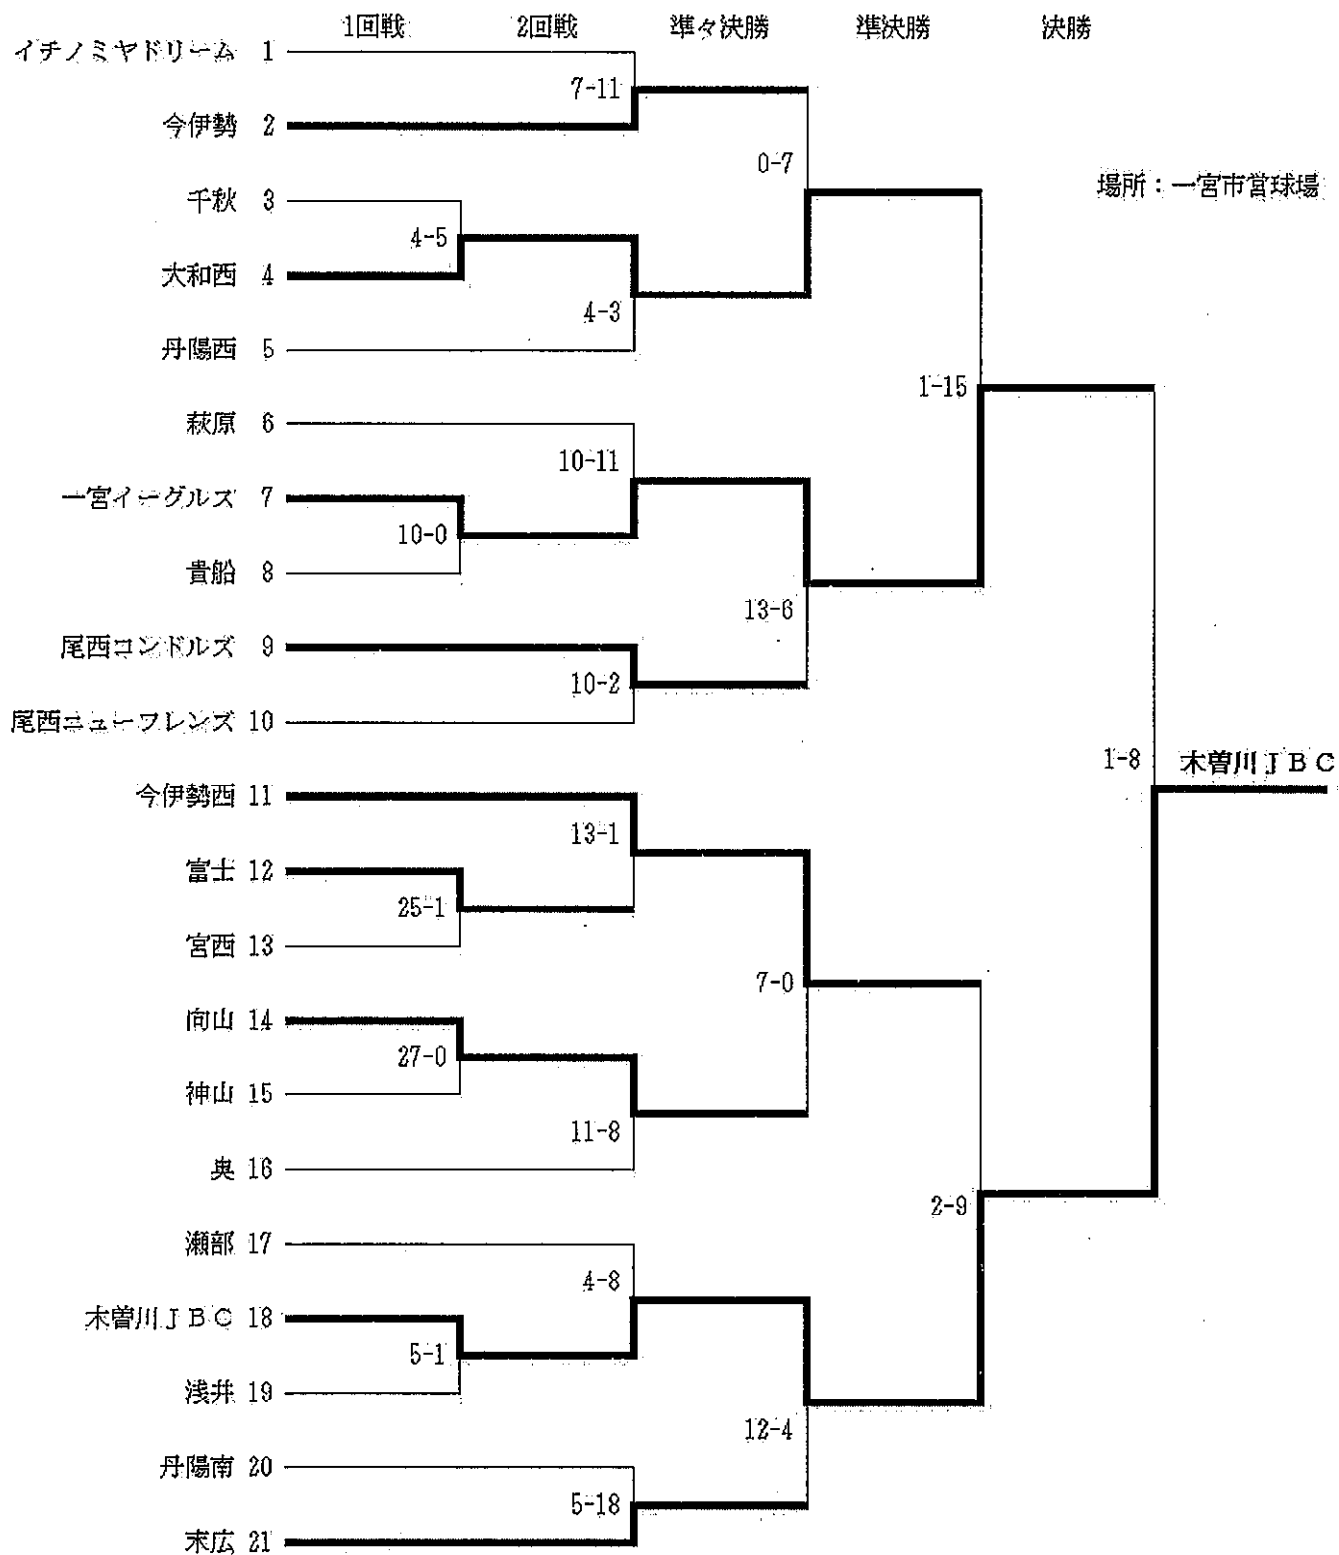 1回戦 2回戦 準々決勝 準決勝 決勝
イチノミヤドリーム 1
7-11
今伊勢 2
0-7
場所：一宮市営球場
千秋 3
4-5
大和西 4
4-3
丹陽西 5
1-15
萩原 6
10-11
一宮イーグルズ 7
10-0
貴船 8
13-6
尾西コンドルズ 9
10-2
尾西ニューフレンズ 10
1-8 木曽川ＪＢＣ
今伊勢西 11
13-1
富士 12
25-1
宮西 13
7-0
向山 14
27-0
神山 15
11-8
奥 16
2-9
瀬部 17
4-8
木曽川ＪＢＣ 18
5-1
浅井 19
12-4
丹陽南 20
5-18
末広 21